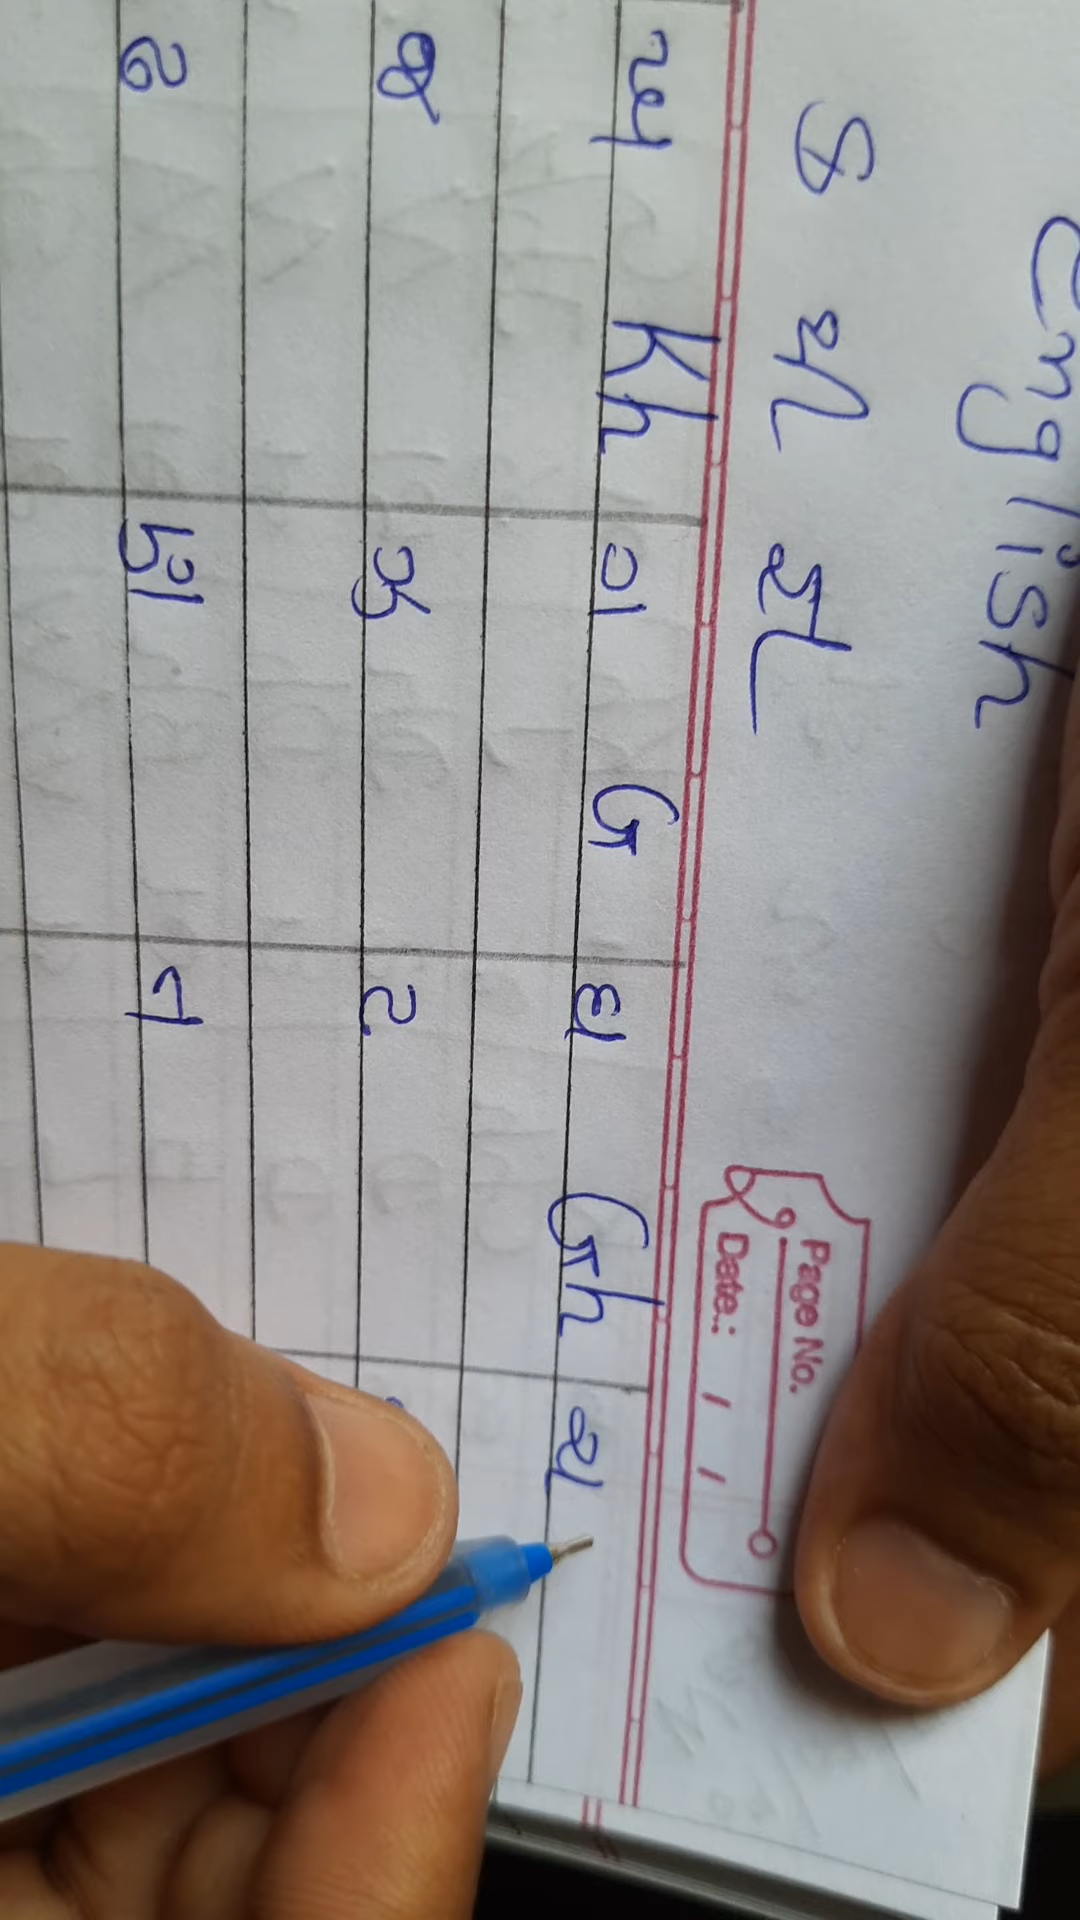 English
ક થી જ્ઞ
Page No.
Date.: / /
ખ Kh ગ G ઘ Gh ચ
જ ઝ ટ
ઢ ણ ત